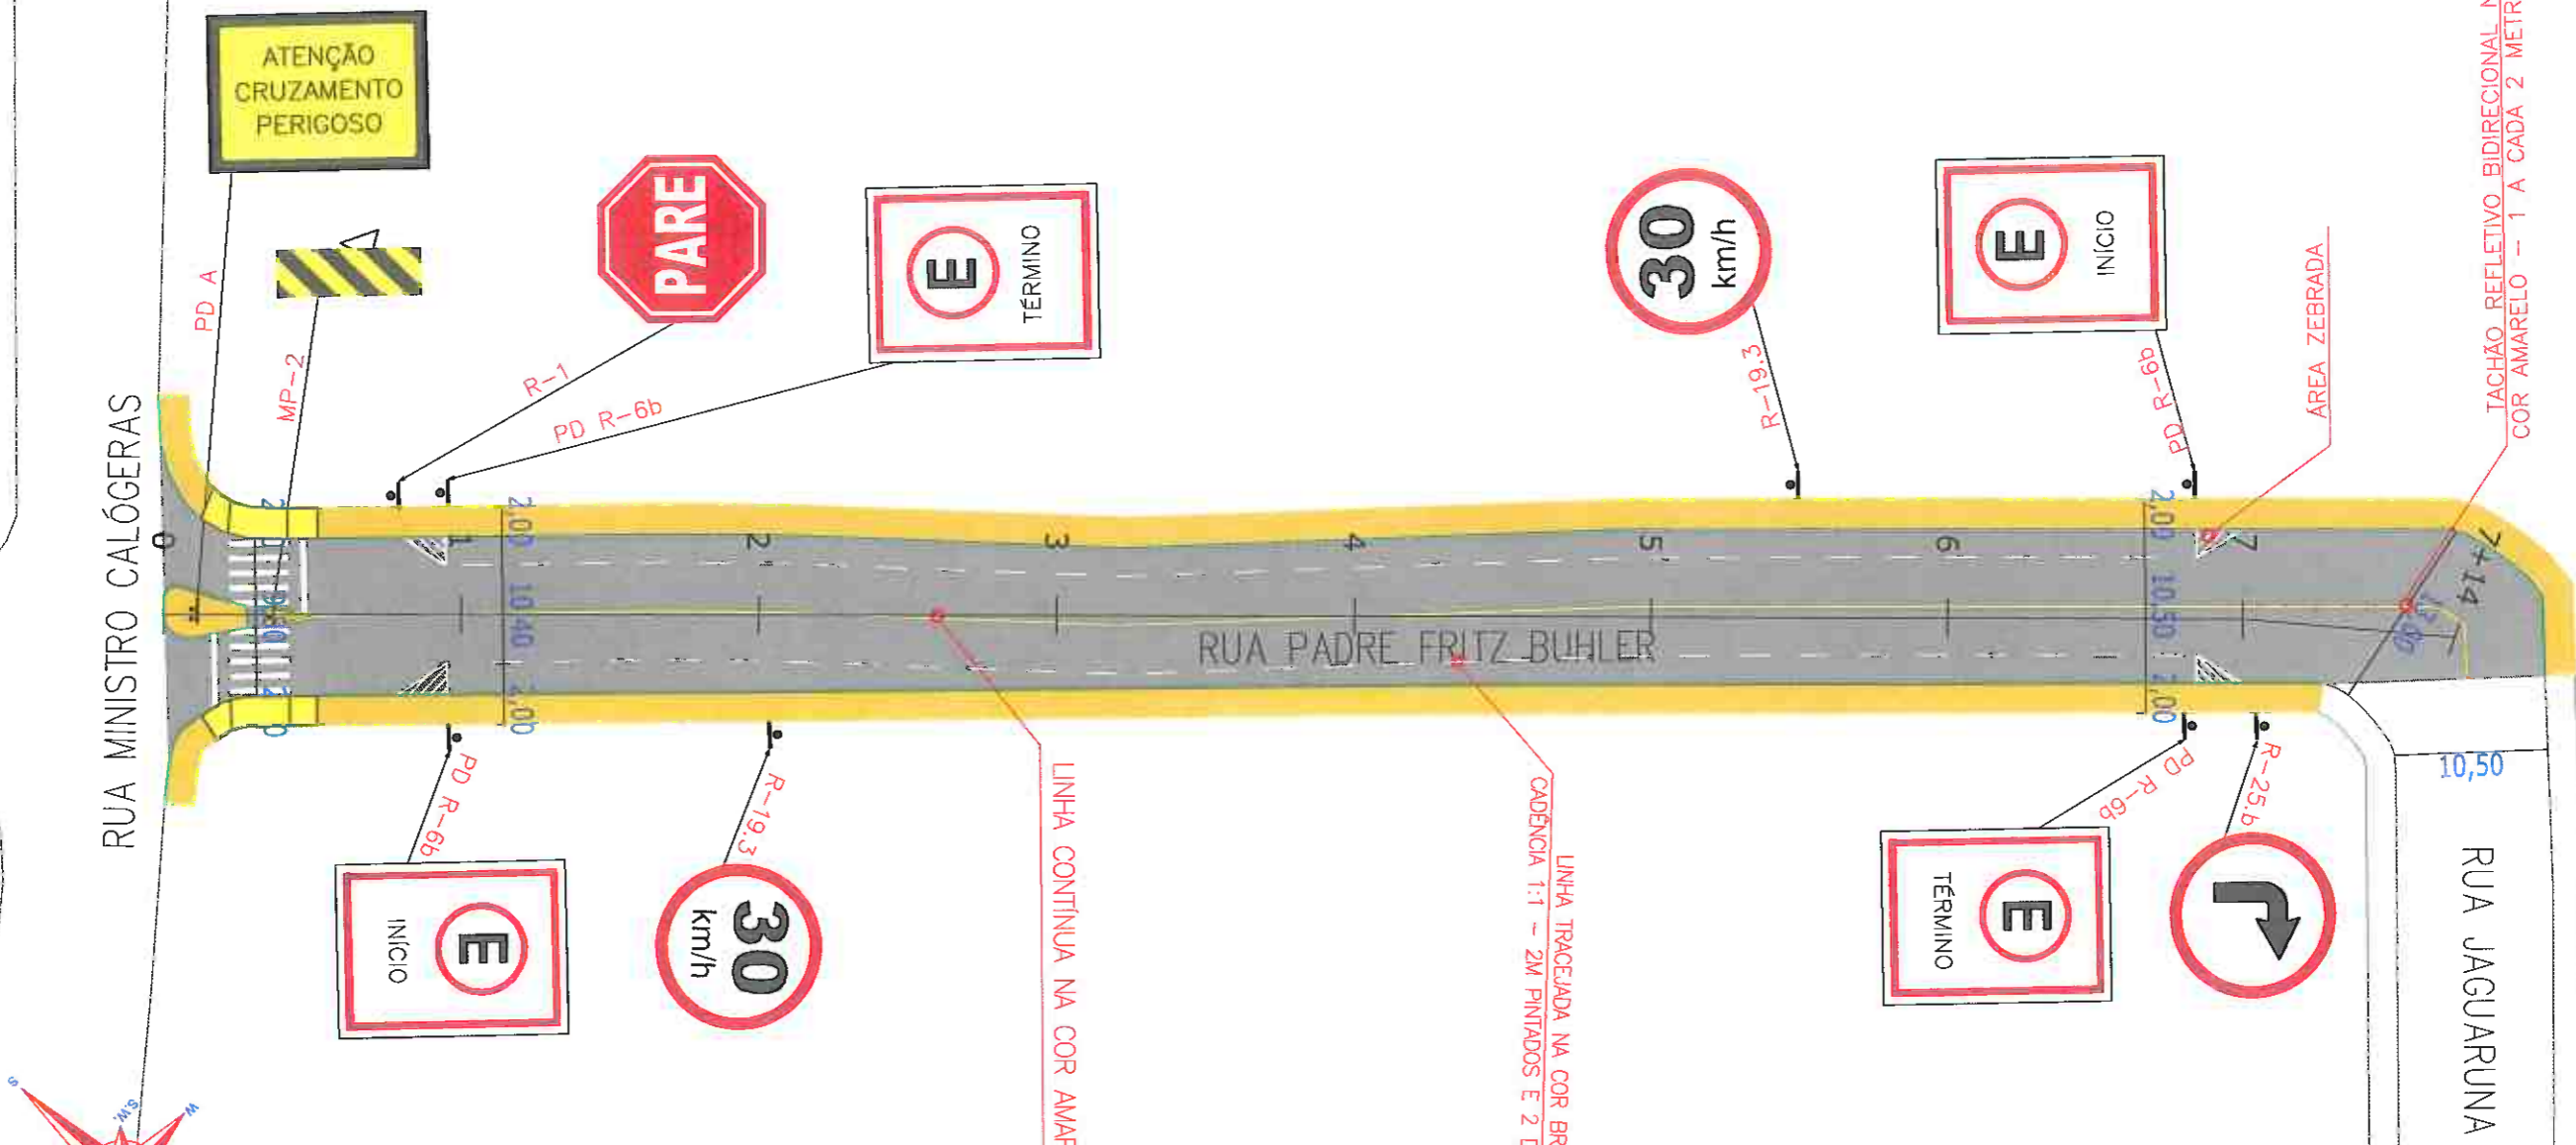 ATENÇÃO
CRUZAMENTO
PERIGOSO
PD A
MP-2
PARE
R-1
E
TÉRMINO
PD R-6b
30
km/h
R-19.3
E
INÍCIO
PD R-6b
ÁREA ZEBRADA
TACHÃO REFLETIVO BIDIRECIONAL
COR AMARELO - 1 A CADA 2 METR
RUA MINISTRO CALÓGERAS
0
1
2
3
4
5
6
7
7+14
2,00
10,40
2,00
2,00
10,50
2,00
RUA PADRE FRITZ BUHLER
PD R-6b
E
INÍCIO
R-19.3
30
km/h
LINHA CONTÍNUA NA COR AMAR
LINHA TRACEJADA NA COR BR
CADÊNCIA 1:1 - 2M PINTADOS E 2
PD R-6b
E
TÉRMINO
R-25.b
10,50
RUA JAGUARUNA
S
S.W.
W